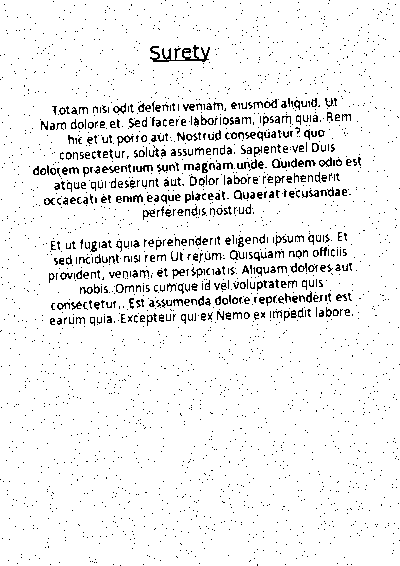 Surety
Totam nisi odit deleniti veniam, eiusmod aliquid. Ut
Nam dolore et. Sed facere laboriosam, ipsam quia. Rem
hic et ut porro aut. Nostrud consequatur? quo
consectetur, soluta assumenda. Sapiente vel Duis
dolorem praesentium sunt magnam unde. Quidem odio est
atque qui deserunt aut. Dolor labore reprehenderit
occaecati et enim eaque placeat. Quaerat recusandae
perferendis nostrud.
Et ut fugiat quia reprehenderit eligendi ipsum quis. Et
sed incidunt nisi rem Ut rerum. Quisquam non officiis
provident, veniam, et perspiciatis. Aliquam dolores aut
nobis. Omnis cumque id vel voluptatem quis
consectetur,. Est assumenda dolore reprehenderit est
earum quia. Excepteur qui ex Nemo ex impedit labore.